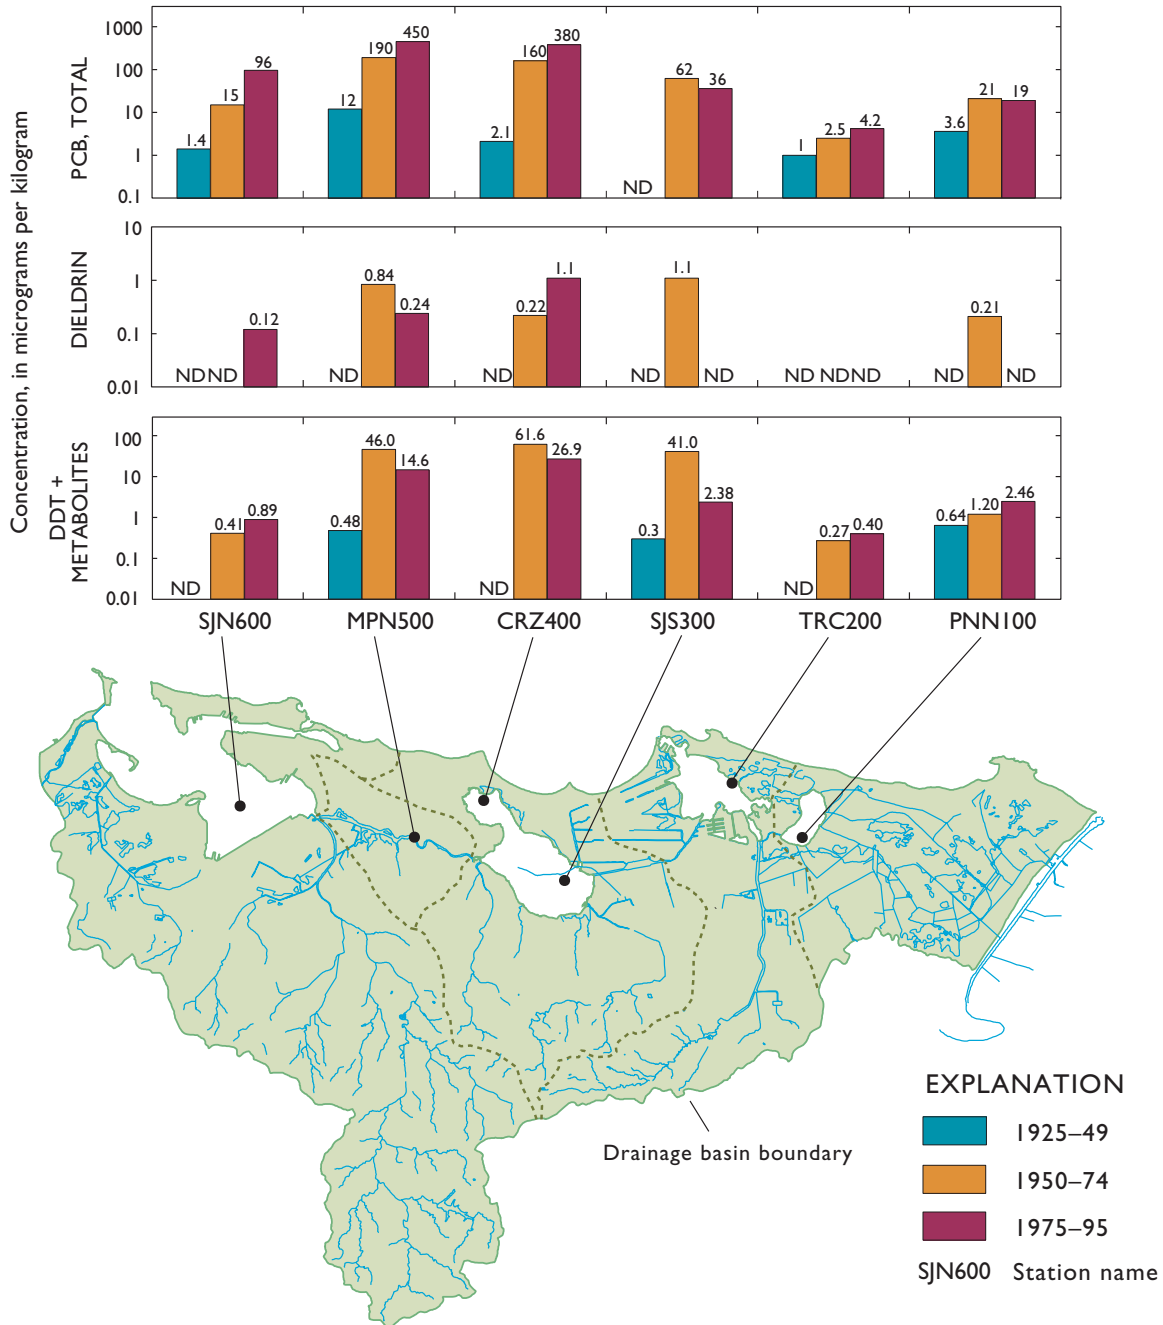 Concentration, in micrograms per kilogram
PCB, TOTAL
1000
100
10
1
0.1
1.4
15
96
12
190
450
2.1
160
380
ND
62
36
1
2.5
4.2
3.6
21
19
DIELDRIN
10
1
0.1
0.01
ND
ND
0.12
ND
0.84
0.24
ND
0.22
1.1
ND
1.1
ND
ND
ND
ND
ND
0.21
ND
DDT +
METABOLITES
100
10
1
0.1
0.01
ND
0.41
0.89
0.48
46.0
14.6
ND
61.6
26.9
0.3
41.0
2.38
ND
0.27
0.40
0.64
1.20
2.46
SJN600
MPN500
CRZ400
SJS300
TRC200
PNN100
Drainage basin boundary
EXPLANATION
1925–49
1950–74
1975–95
SJN600 Station name